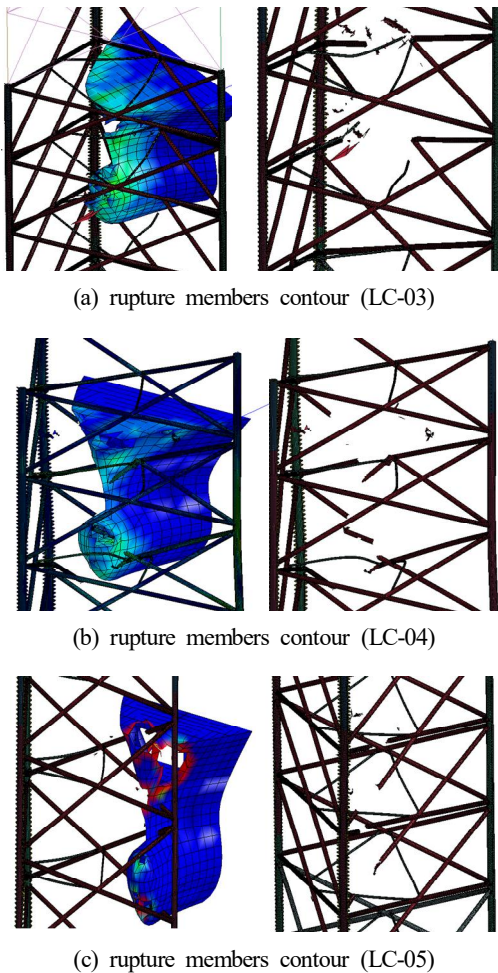 (a) rupture members contour (LC-03)
(b) rupture members contour (LC-04)
(c) rupture members contour (LC-05)